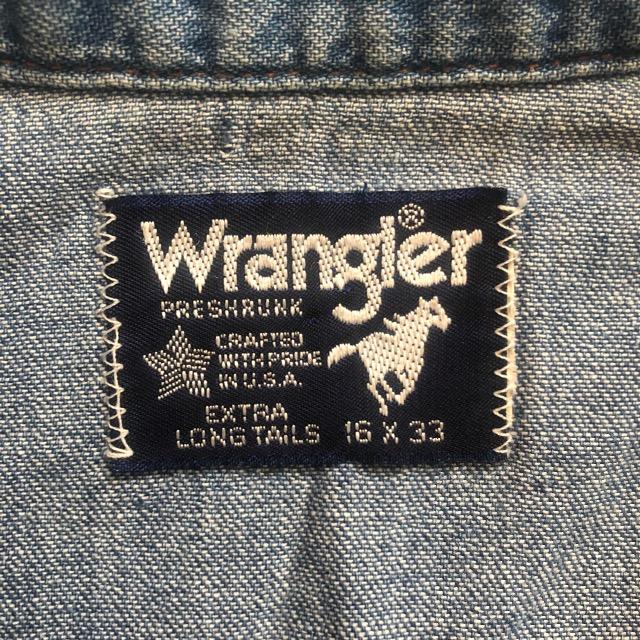 Wrangler®
PRESHRUNK
CRAFTED
WITH PRIDE
IN U.S.A.
EXTRA
LONG TAILS 16 X 33